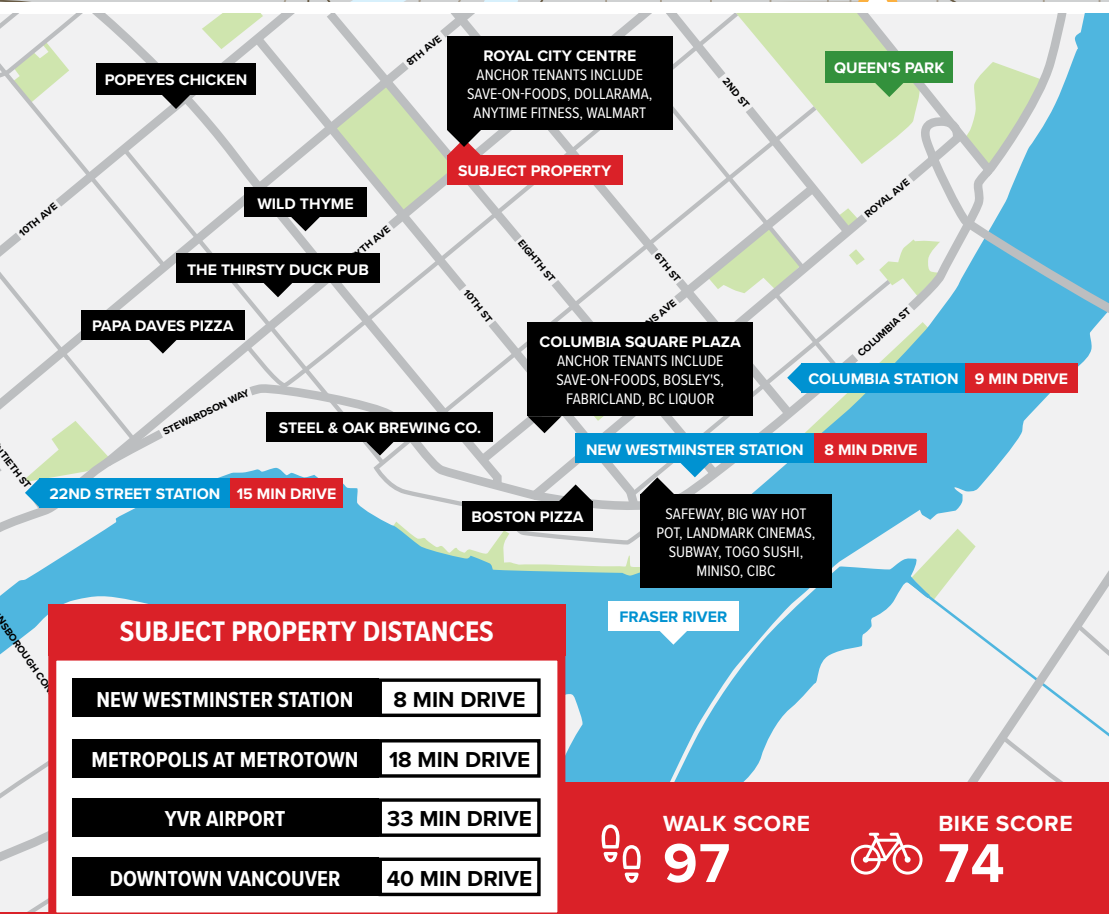 8TH AVE
ROYAL CITY CENTRE
ANCHOR TENANTS INCLUDE
SAVE-ON-FOODS, DOLLARAMA,
ANYTIME FITNESS, WALMART
QUEEN'S PARK
POPEYES CHICKEN
2ND ST
SUBJECT PROPERTY
WILD THYME
10TH AVE
ROYAL AVE
THE THIRSTY DUCK PUB
EIGHTH ST
6TH ST
10TH ST
PAPA DAVES PIZZA
COLUMBIA SQUARE PLAZA
ANCHOR TENANTS INCLUDE
SAVE-ON-FOODS, BOSLEY'S,
FABRICLAND, BC LIQUOR
COLUMBIA ST
COLUMBIA STATION 9 MIN DRIVE
STEWARDSON WAY
STEEL & OAK BREWING CO.
NEW WESTMINSTER STATION 8 MIN DRIVE
22ND STREET STATION 15 MIN DRIVE
BOSTON PIZZA
SAFEWAY, BIG WAY HOT
POT, LANDMARK CINEMAS,
SUBWAY, TOGO SUSHI,
MINISO, CIBC
FRASER RIVER
SUBJECT PROPERTY DISTANCES
NEW WESTMINSTER STATION 8 MIN DRIVE
METROPOLIS AT METROTOWN 18 MIN DRIVE
YVR AIRPORT 33 MIN DRIVE
DOWNTOWN VANCOUVER 40 MIN DRIVE
WALK SCORE
97
BIKE SCORE
74